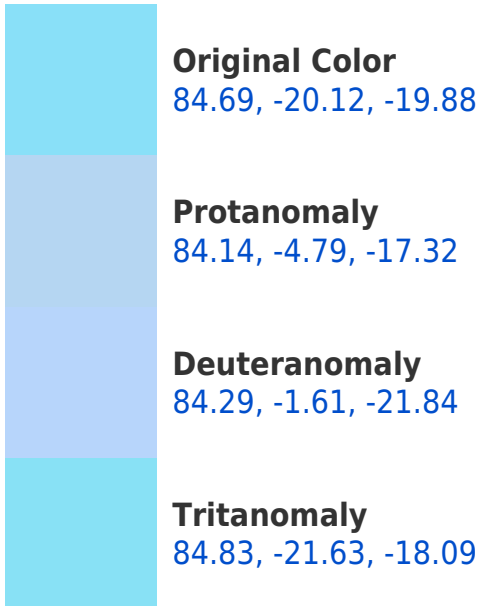 Original Color
84.69, -20.12, -19.88
Protanomaly
84.14, -4.79, -17.32
Deuteranomaly
84.29, -1.61, -21.84
Tritanomaly
84.83, -21.63, -18.09